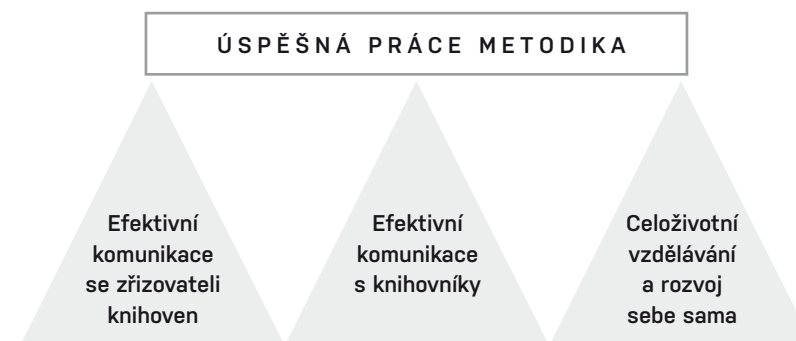 ÚSPĚŠNÁ PRÁCE METODIKA
Efektivní
komunikace
se zřizovateli
knihoven
Efektivní
komunikace
s knihovníky
Celoživotní
vzdělávání
a rozvoj
sebe sama